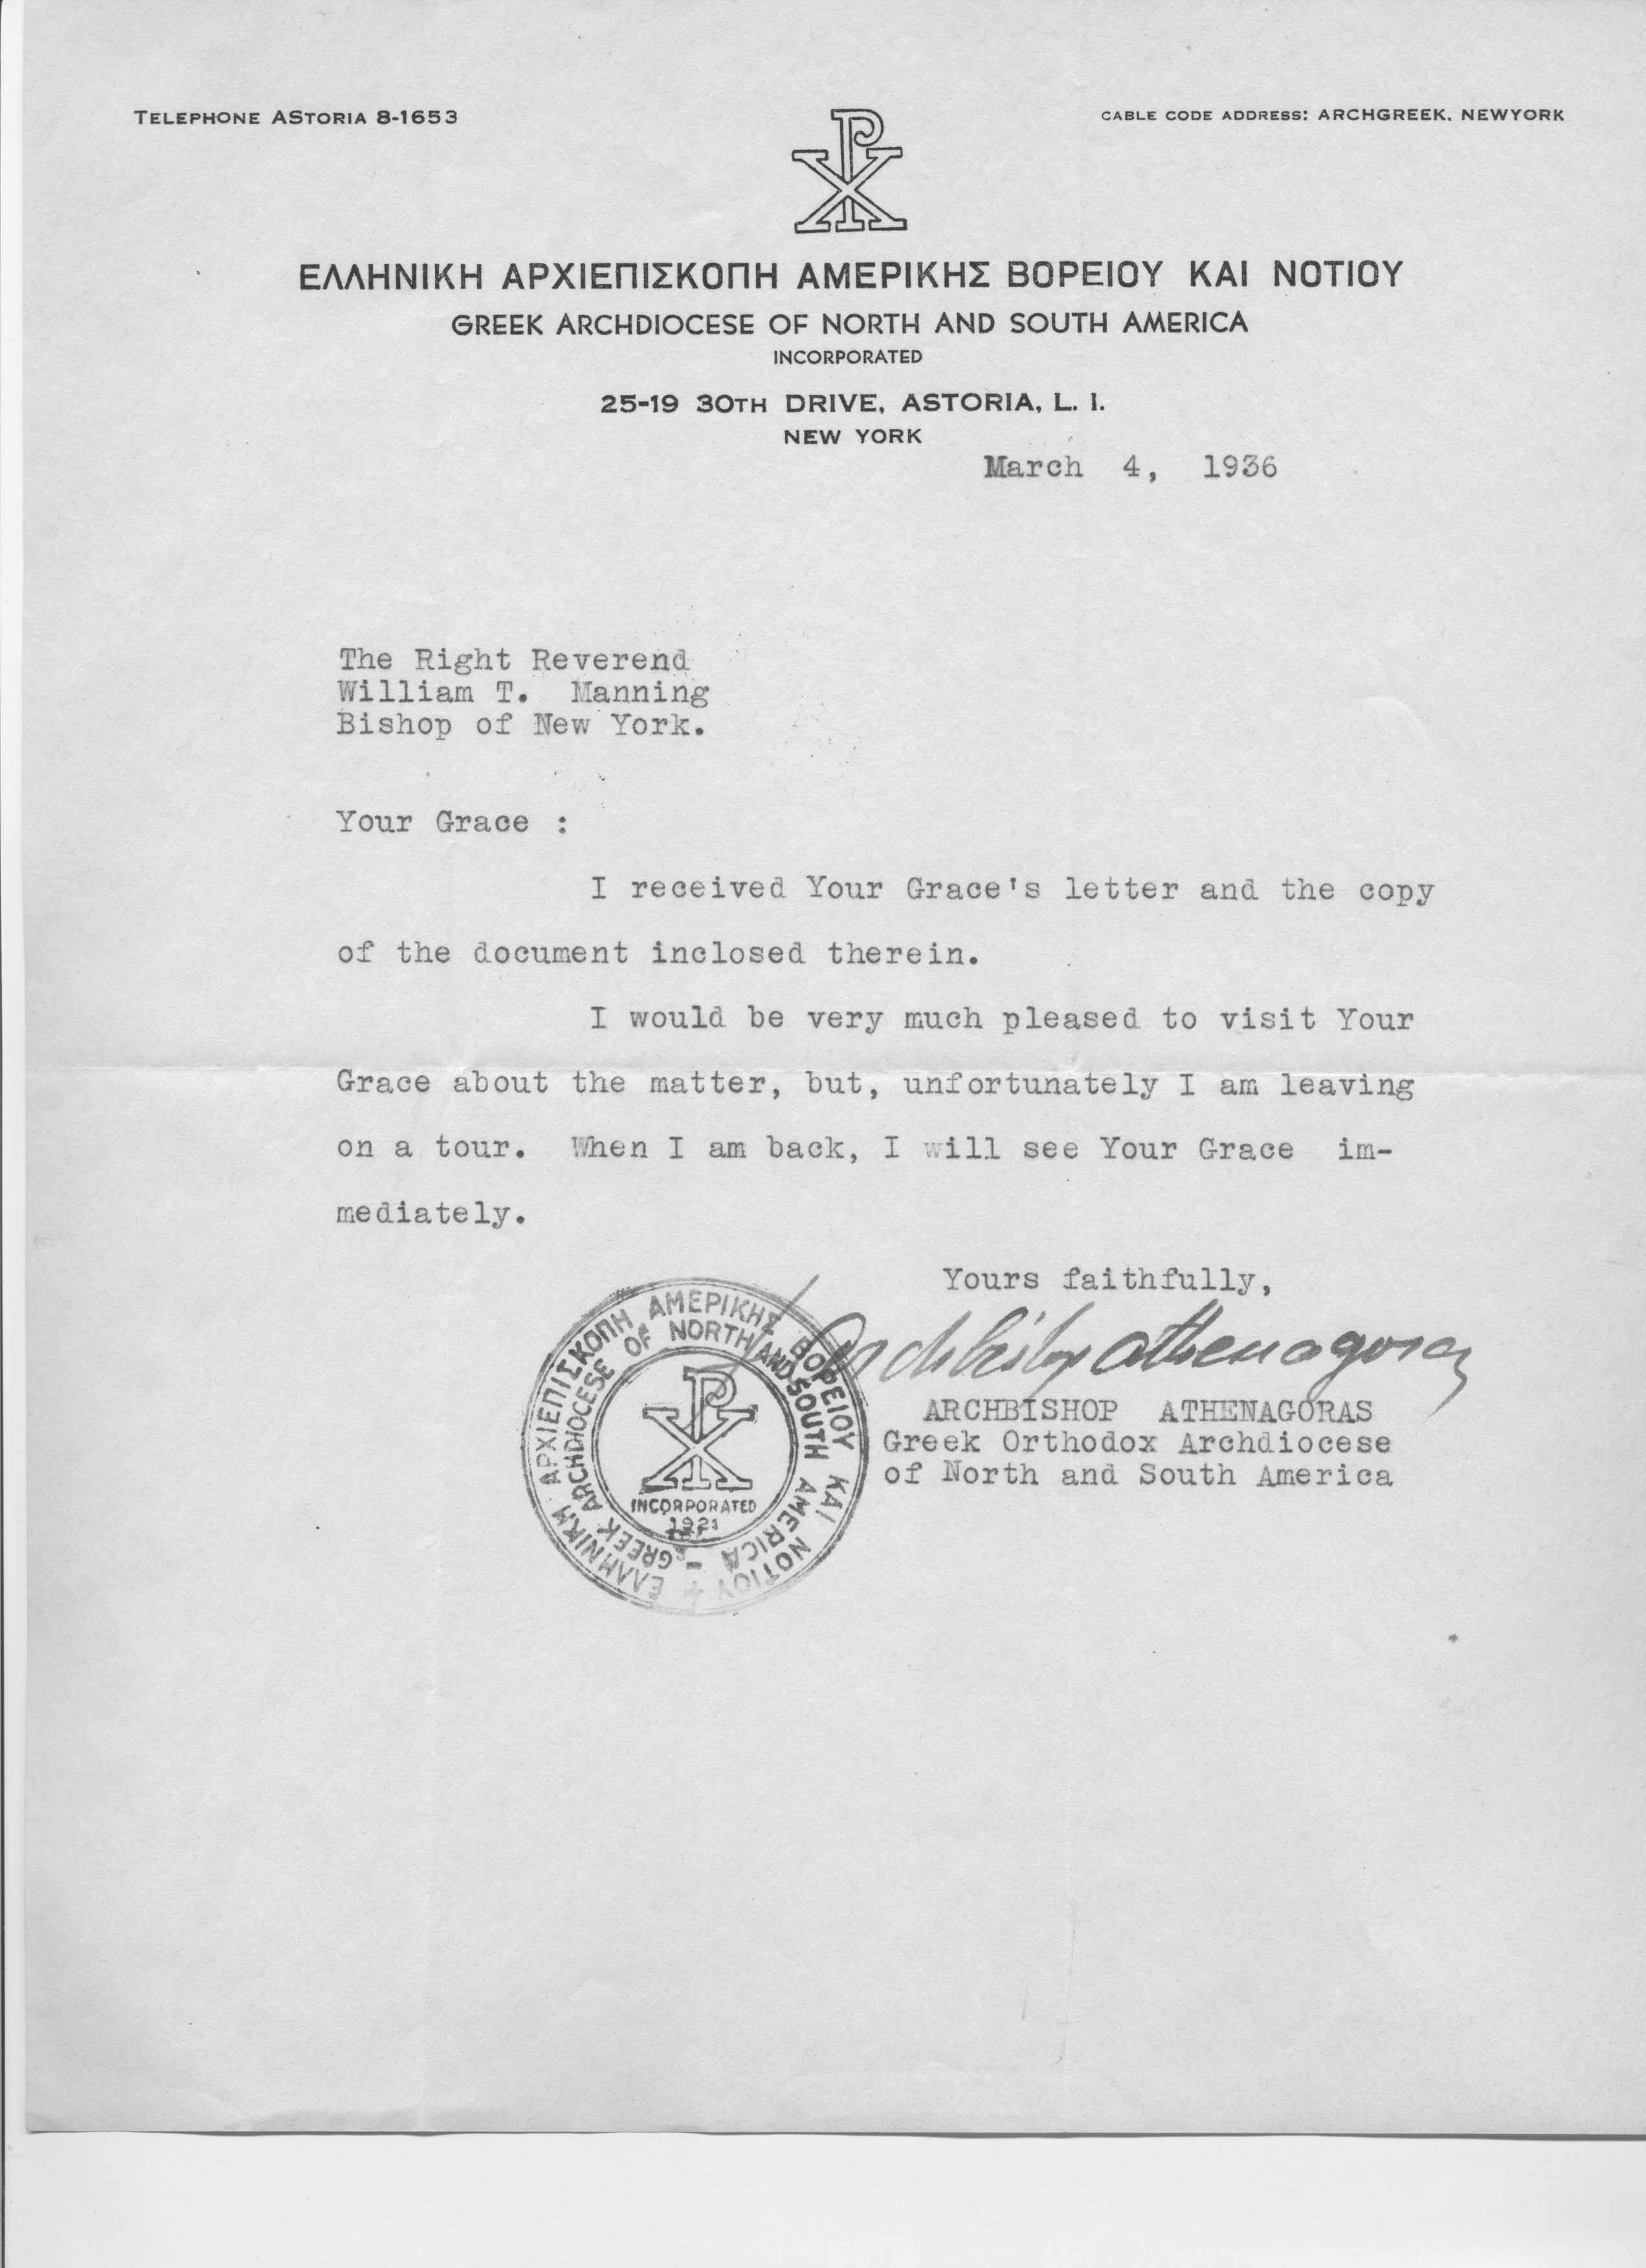 TELEPHONE ASTORIA 8-1653
CABLE CODE ADDRESS: ARCHGREEK. NEWYORK
ΕΛΛΗΝΙΚΗ ΑΡΧΙΕΠΙΣΚΟΠΗ ΑΜΕΡΙΚΗΣ ΒΟΡΕΙΟΥ ΚΑΙ ΝΟΤΙΟΥ
GREEK ARCHDIOCESE OF NORTH AND SOUTH AMERICA
INCORPORATED
25-19 30TH DRIVE, ASTORIA, L. I.
NEW YORK
March 4, 1936
The Right Reverend
William T. Manning
Bishop of New York.
Your Grace :
I received Your Grace's letter and the copy
of the document inclosed therein.
I would be very much pleased to visit Your
Grace about the matter, but, unfortunately I am leaving
on a tour. When I am back, I will see Your Grace im-
mediately.
Yours faithfully,
Archbishop Athenagoras
ARCHBISHOP ATHENAGORAS
Greek Orthodox Archdiocese
of North and South America
ΕΛΛΗΝΙΚΗ ΑΡΧΙΕΠΙΣΚΟΠΗ ΑΜΕΡΙΚΗΣ ΒΟΡΕΙΟΥ ΚΑΙ ΝΟΤΙΟΥ
GREEK ARCHDIOCESE OF NORTH AND SOUTH AMERICA
INCORPORATED
1921